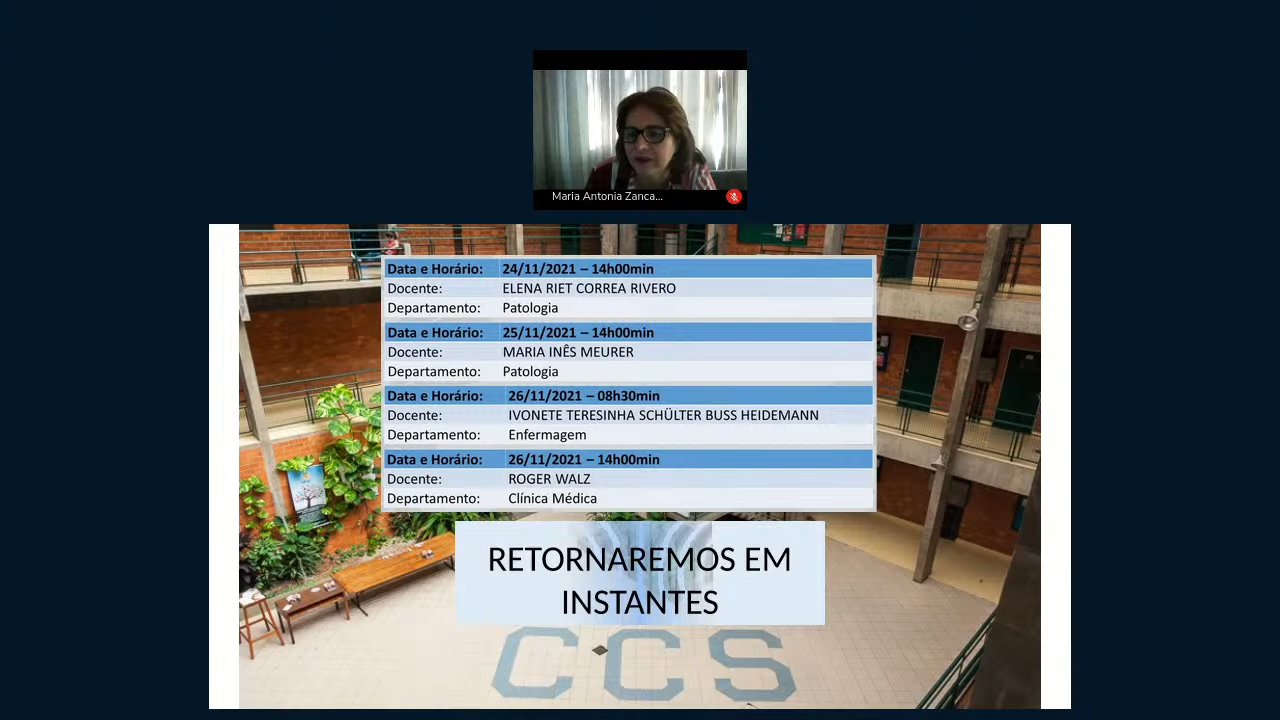 Maria Antonia Zanca...
Data e Horário: 24/11/2021 – 14h00min
Docente: ELENA RIET CORREA RIVERO
Departamento: Patologia
Data e Horário: 25/11/2021 – 14h00min
Docente: MARIA INÊS MEURER
Departamento: Patologia
Data e Horário: 26/11/2021 – 08h30min
Docente: IVONETE TERESINHA SCHÜLTER BUSS HEIDEMANN
Departamento: Enfermagem
Data e Horário: 26/11/2021 – 14h00min
Docente: ROGER WALZ
Departamento: Clínica Médica
RETORNAREMOS EM
INSTANTES
CCS